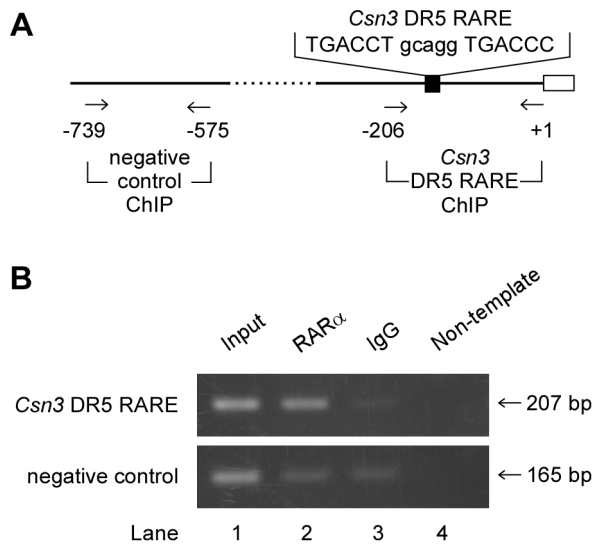 A
Csn3 DR5 RARE
TGACCT gcagg TGACCC
-739
-575
-206
+1
negative
control
ChIP
Csn3
DR5 RARE
ChIP
B
Input
RARα
IgG
Non-template
Csn3 DR5 RARE
←207 bp
negative control
←165 bp
Lane 1 2 3 4